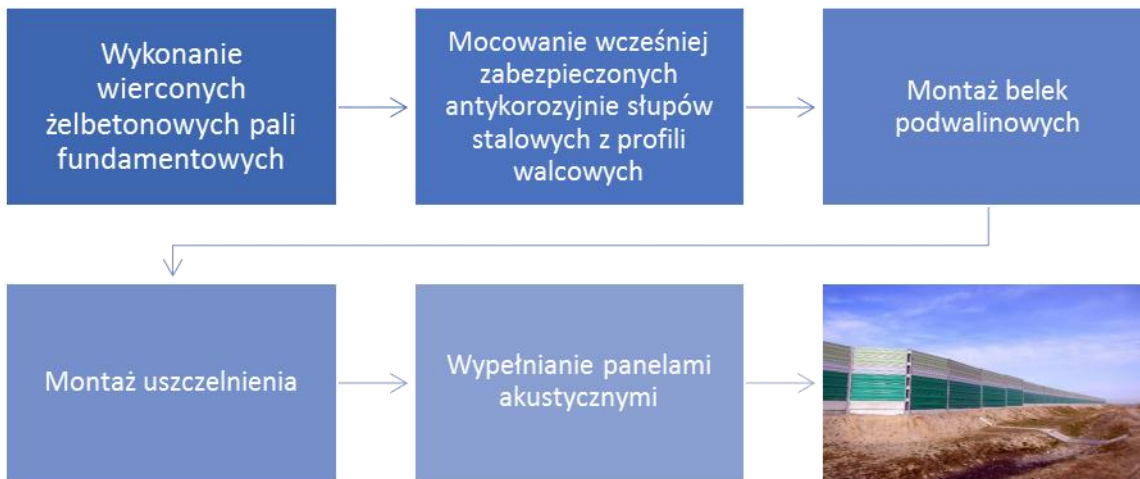 Wykonanie
wierconych
żelbetonowych pali
fundamentowych
Mocowanie wcześniej
zabezpieczonych
antykorozyjnie słupów
stalowych z profili
walcowych
Montaż belek
podwalinowych
Montaż uszczelnienia
Wypełnianie panelami
akustycznymi